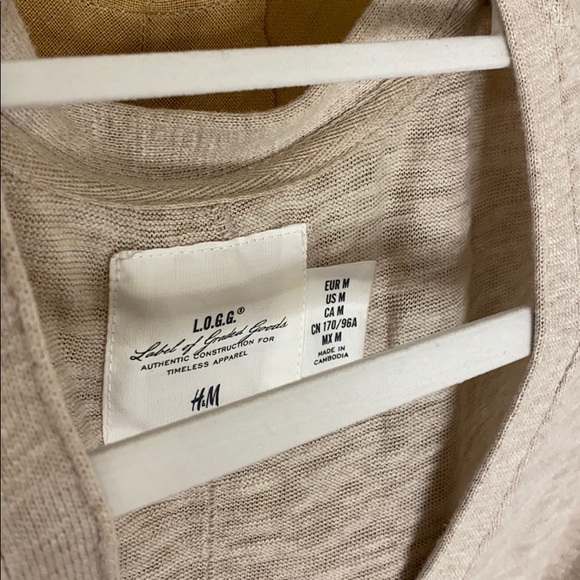 L.O.G.G.®
Label of Graded Goods
AUTHENTIC CONSTRUCTION FOR
TIMELESS APPAREL
H&M
EUR M
US M
CA M
CN 170/96A
MX M
MADE IN
CAMBODIA